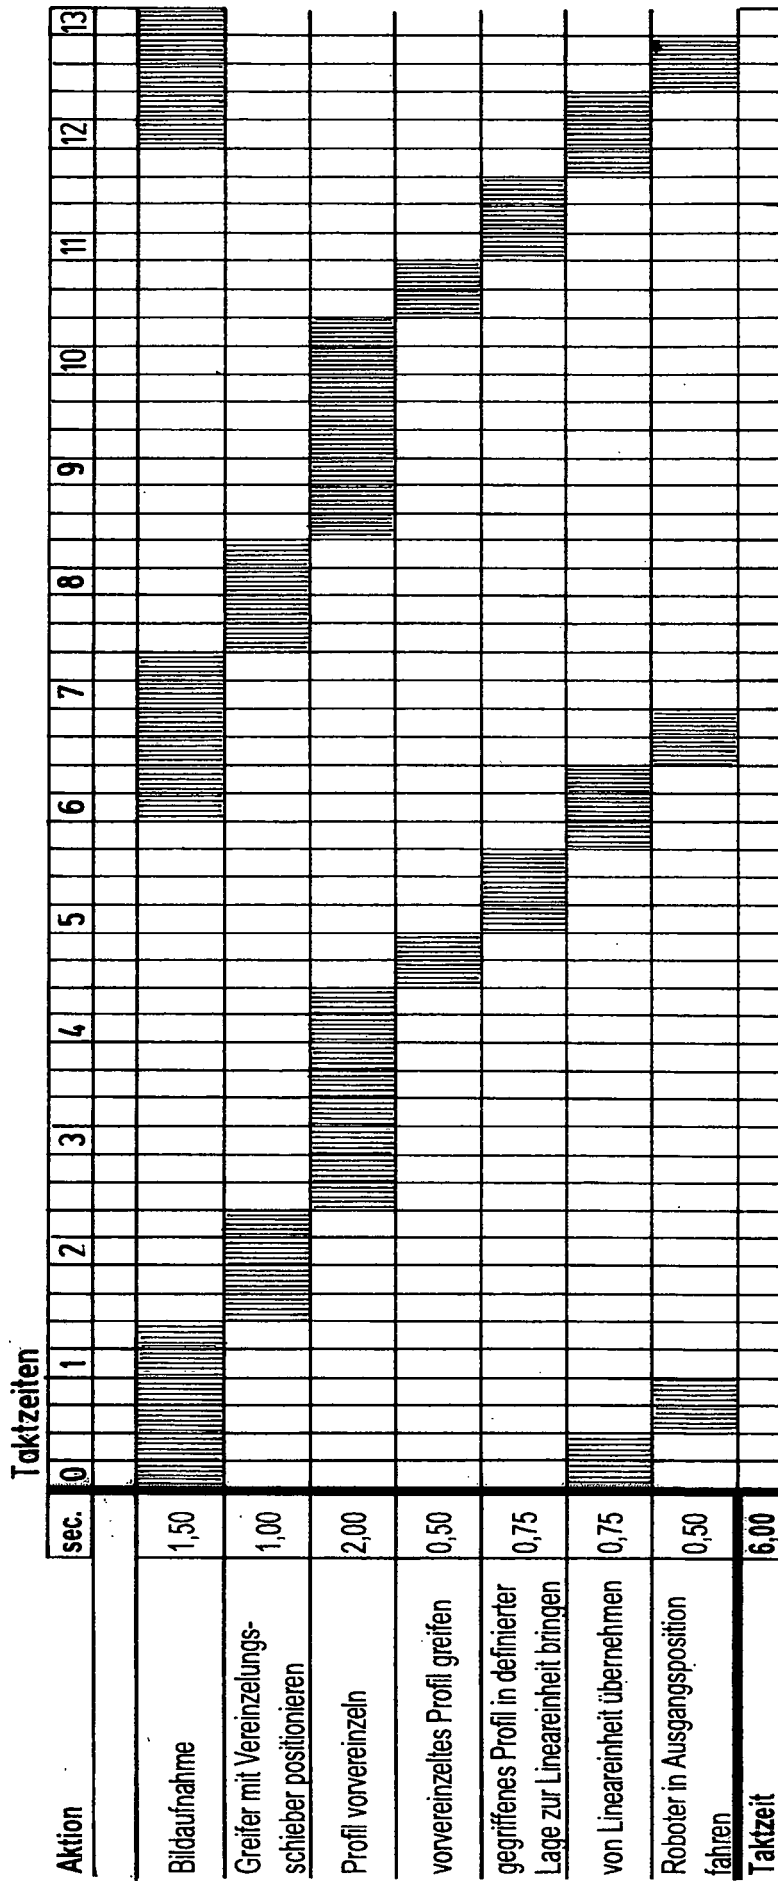 Taktzeiten
Aktion sec. 0 1 2 3 4 5 6 7 8 9 10 11 12 13
Bildaufnahme 1,50
Greifer mit Vereinzelungs-
schieber positionieren 1,00
Profil vorvereinzeln 2,00
vorvereinzeltes Profil greifen 0,50
gegriffenes Profil in definierter
Lage zur Lineareinheit bringen 0,75
von Lineareinheit übernehmen 0,75
Roboter in Ausgangsposition
fahren 0,50
Taktzeit 6,00